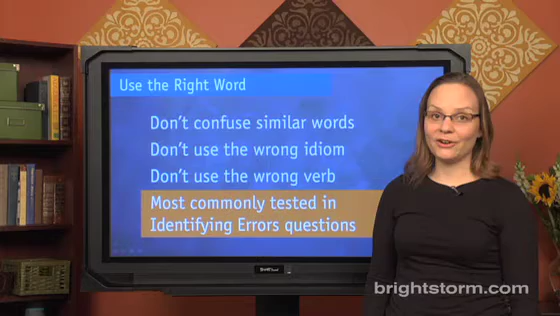 Use the Right Word
Don't confuse similar words
Don't use the wrong idiom
Don't use the wrong verb
Most commonly tested in
Identifying Errors questions
brightstorm.com